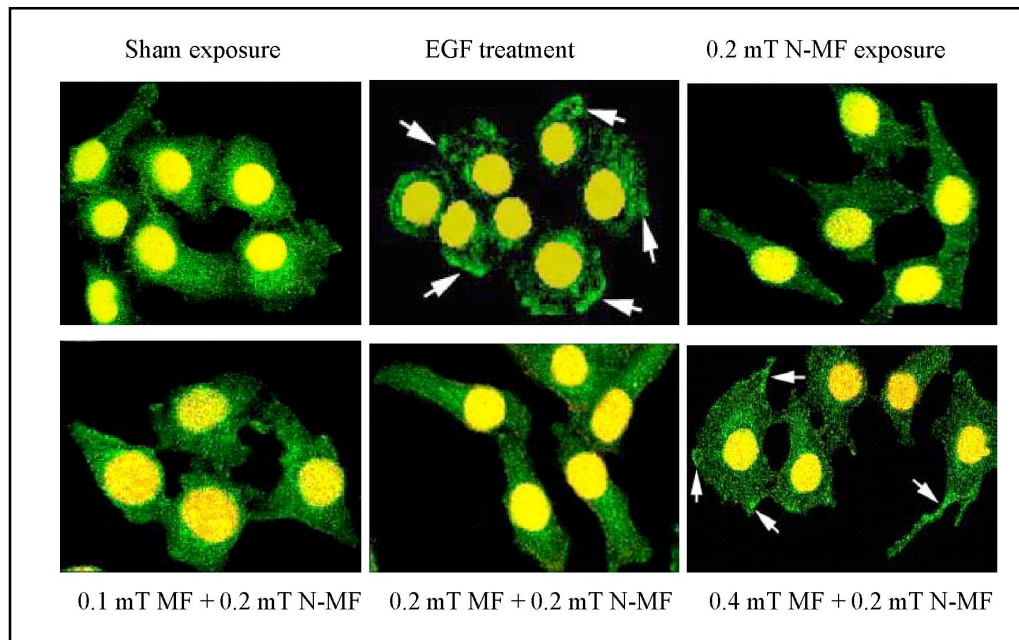 Sham exposure
EGF treatment
0.2 mT N-MF exposure
0.1 mT MF + 0.2 mT N-MF
0.2 mT MF + 0.2 mT N-MF
0.4 mT MF + 0.2 mT N-MF